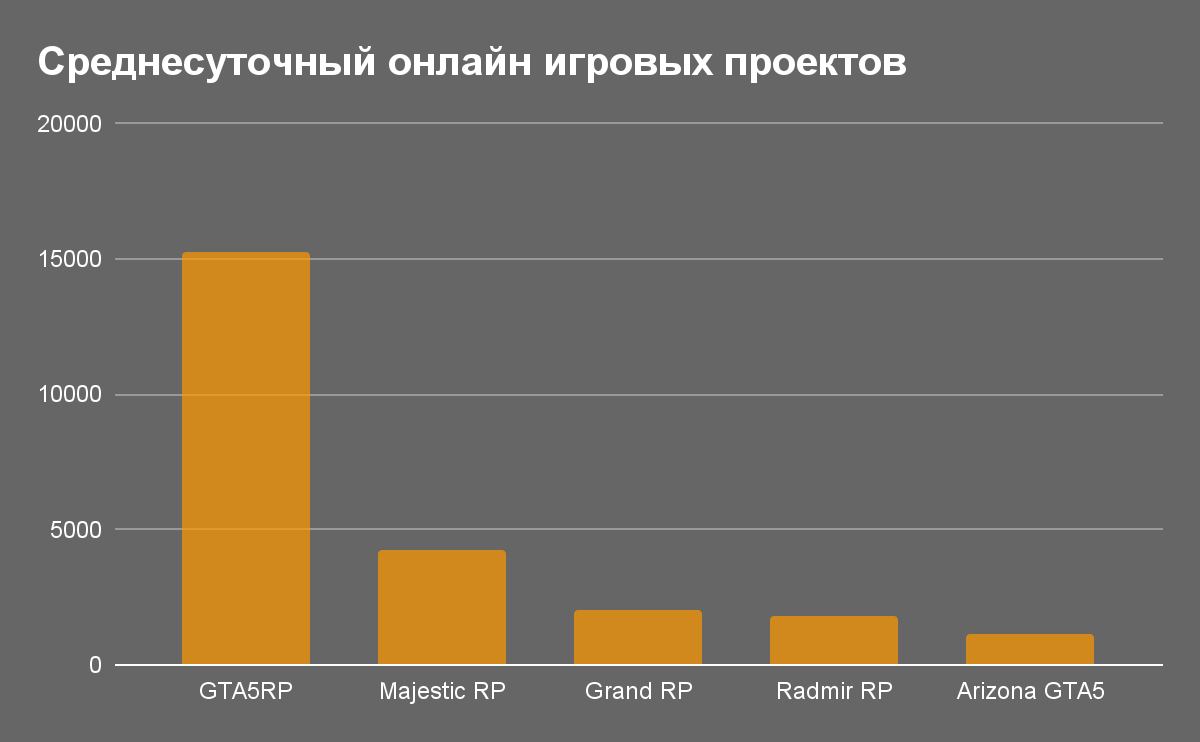 Среднесуточный онлайн игровых проектов
20000
15000
10000
5000
0
GTA5RP Majestic RP Grand RP Radmir RP Arizona GTA5